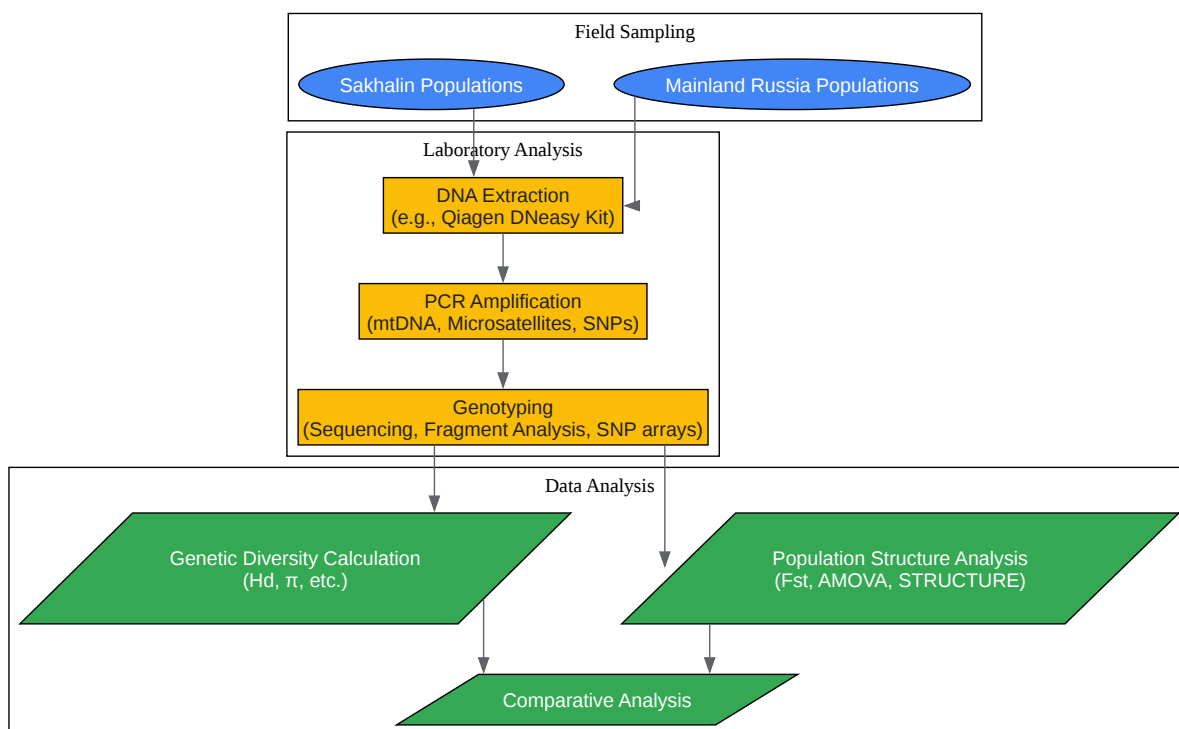 Field Sampling
Sakhalin Populations
Mainland Russia Populations
Laboratory Analysis
DNA Extraction
(e.g., Qiagen DNeasy Kit)
PCR Amplification
(mtDNA, Microsatellites, SNPs)
Genotyping
(Sequencing, Fragment Analysis, SNP arrays)
Data Analysis
Genetic Diversity Calculation
(Hd, π, etc.)
Population Structure Analysis
(Fst, AMOVA, STRUCTURE)
Comparative Analysis